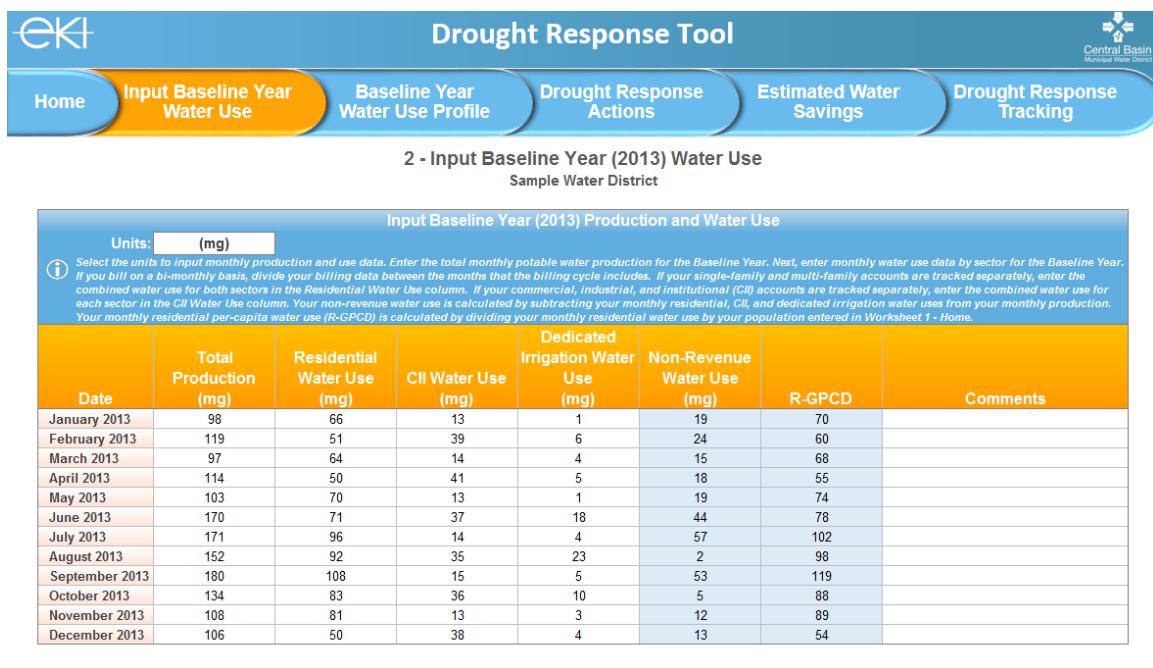 eki
Drought Response Tool
Central Basin
Municipal Water District
Home
Input Baseline Year
Water Use
Baseline Year
Water Use Profile
Drought Response
Actions
Estimated Water
Savings
Drought Response
Tracking
2 - Input Baseline Year (2013) Water Use
Sample Water District
Input Baseline Year (2013) Production and Water Use
Units: (mg)
Select the units to input monthly production and use data. Enter the total monthly potable water production for the Baseline Year. Next, enter monthly water use data by sector for the Baseline Year.
If you bill on a bi-monthly basis, divide your billing data between the months that the billing cycle includes. If your single-family and multi-family accounts are tracked separately, enter the
combined water use for both sectors in the Residential Water Use column. If your commercial, industrial, and institutional (CII) accounts are tracked separately, enter the combined water use for
each sector in the CII Water Use column. Your non-revenue water use is calculated by subtracting your monthly residential, CII, and dedicated irrigation water uses from your monthly production.
Your monthly residential per-capita water use (R-GPCD) is calculated by dividing your monthly residential water use by your population entered in Worksheet 1 - Home.
Date
Total
Production
(mg)
Residential
Water Use
(mg)
CII Water Use
(mg)
Dedicated
Irrigation Water
Use
(mg)
Non-Revenue
Water Use
(mg)
R-GPCD
Comments
January 2013 98 66 13 1 19 70
February 2013 119 51 39 6 24 60
March 2013 97 64 14 4 15 68
April 2013 114 50 41 5 18 55
May 2013 103 70 13 1 19 74
June 2013 170 71 37 18 44 78
July 2013 171 96 14 4 57 102
August 2013 152 92 35 23 2 98
September 2013 180 108 15 5 53 119
October 2013 134 83 36 10 5 88
November 2013 108 81 13 3 12 89
December 2013 106 50 38 4 13 54